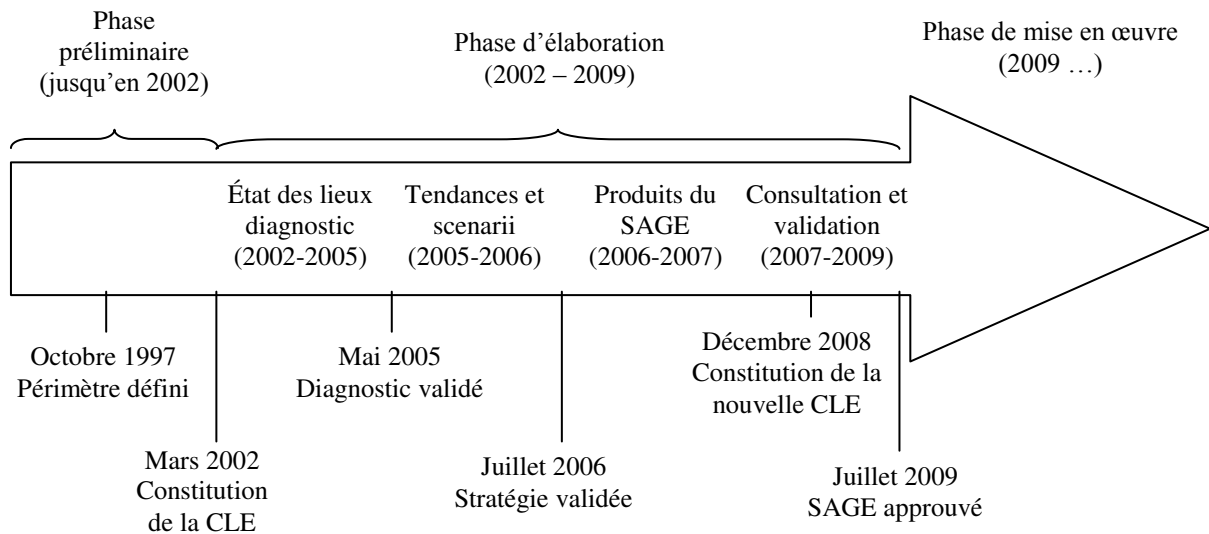 Phase
préliminaire
(jusqu’en 2002)
Phase d’élaboration
(2002 – 2009)
Phase de mise en œuvre
(2009 …)
État des lieux
diagnostic
(2002-2005)
Tendances et
scenarii
(2005-2006)
Produits du
SAGE
(2006-2007)
Consultation et
validation
(2007-2009)
Octobre 1997
Périmètre défini
Mars 2002
Constitution
de la CLE
Mai 2005
Diagnostic validé
Juillet 2006
Stratégie validée
Décembre 2008
Constitution de la
nouvelle CLE
Juillet 2009
SAGE approuvé